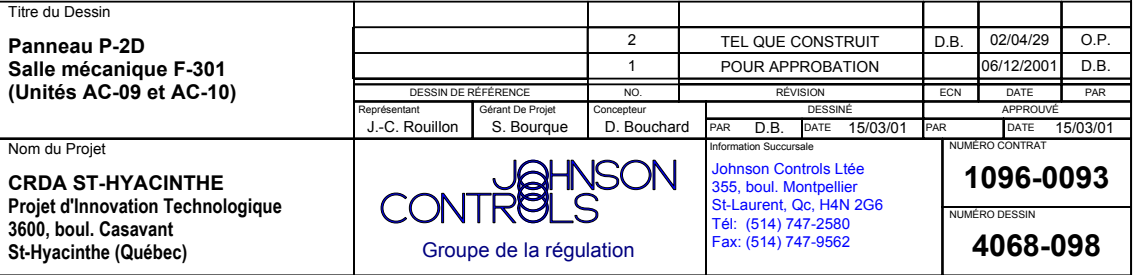 Titre du Dessin
Panneau P-2D
Salle mécanique F-301
(Unités AC-09 et AC-10)
2 TEL QUE CONSTRUIT D.B. 02/04/29 O.P.
1 POUR APPROBATION 06/12/2001 D.B.
DESSIN DE RÉFÉRENCE NO. RÉVISION ECN DATE PAR
Représentant Gérant De Projet Concepteur DESSINÉ APPROUVÉ
J.-C. Rouillon S. Bourque D. Bouchard PAR D.B. DATE 15/03/01 PAR DATE 15/03/01
Nom du Projet
CRDA ST-HYACINTHE
Projet d'Innovation Technologique
3600, boul. Casavant
St-Hyacinthe (Québec)
JOHNSON
CONTROLS
Groupe de la régulation
Information Succursale
Johnson Controls Ltée
355, boul. Montpellier
St-Laurent, Qc, H4N 2G6
Tél: (514) 747-2580
Fax: (514) 747-9562
NUMÉRO CONTRAT
1096-0093
NUMÉRO DESSIN
4068-098